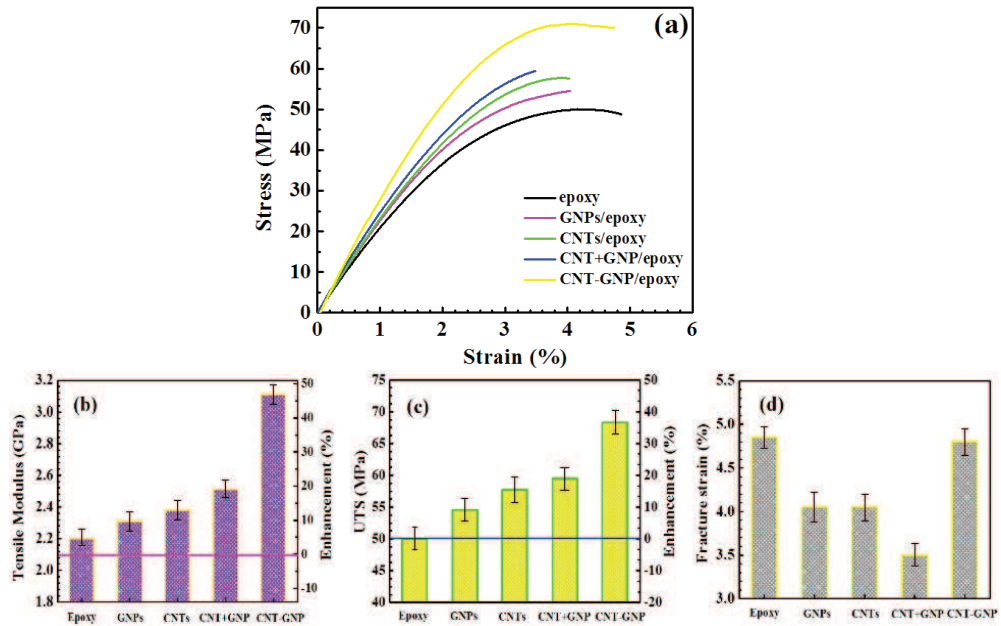 (a)
70
60
50
40
30
20
10
0
Stress (MPa)
epoxy
GNPs/epoxy
CNTs/epoxy
CNT+GNP/epoxy
CNT-GNP/epoxy
0 1 2 3 4 5 6
Strain (%)
(b)
3.2
3.0
2.8
2.6
2.4
2.2
2.0
1.8
Tensile Modulus (GPa)
50
40
30
20
10
0
-10
Enhancement (%)
Epoxy GNPs CNTs CNT+GNP CNT-GNP
(c)
75
70
65
60
55
50
45
40
UTS (MPa)
50
40
30
20
10
0
-10
-20
Enhancement (%)
Epoxy GNPs CNTs CNT+GNP CNT-GNP
(d)
5.5
5.0
4.5
4.0
3.5
3.0
Fracture strain (%)
Epoxy GNPs CNTs CNT+GNP CNT-GNP